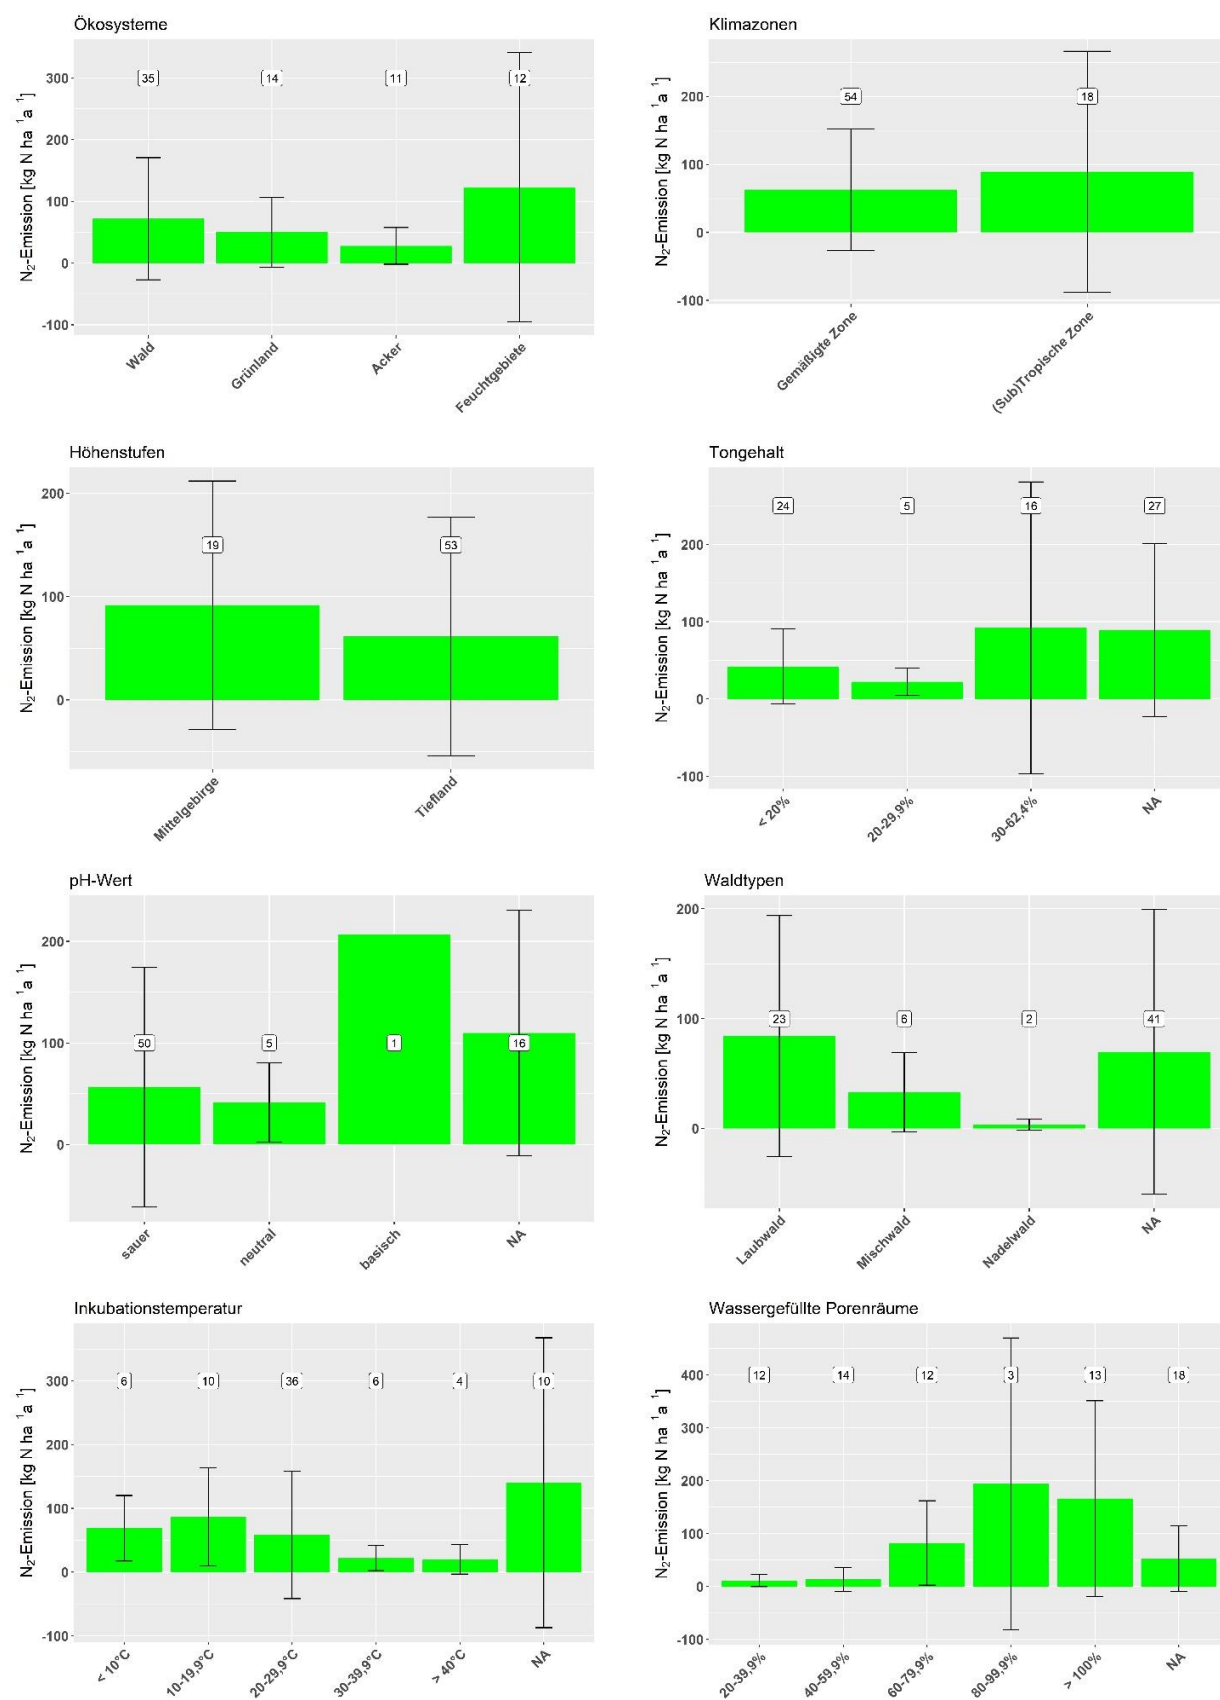 Ökosysteme
N₂-Emission [kg N ha ¹a ¹]
300
200
100
0
-100
35
14
11
12
Wald
Grünland
Acker
Feuchtgebiete
Klimazonen
N₂-Emission [kg N ha ¹a ¹]
200
100
0
-100
54
18
Gemäßigte Zone
(Sub)Tropische Zone
Höhenstufen
N₂-Emission [kg N ha ¹a ¹]
200
100
0
19
53
Mittelgebirge
Tiefland
Tongehalt
N₂-Emission [kg N ha ¹a ¹]
200
100
0
-100
24
5
16
27
< 20%
20-29,9%
30-62,4%
NA
pH-Wert
N₂-Emission [kg N ha ¹a ¹]
200
100
0
50
5
1
16
sauer
neutral
basisch
NA
Waldtypen
N₂-Emission [kg N ha ¹a ¹]
200
100
0
23
6
2
41
Laubwald
Mischwald
Nadelwald
NA
Inkubationstemperatur
N₂-Emission [kg N ha ¹a ¹]
300
200
100
0
-100
6
10
36
6
4
10
< 10°C
10-19,9°C
20-29,9°C
30-39,9°C
> 40°C
NA
Wassergefüllte Porenräume
N₂-Emission [kg N ha ¹a ¹]
400
300
200
100
0
-100
12
14
12
3
13
18
20-39,9%
40-59,9%
60-79,9%
80-99,9%
> 100%
NA